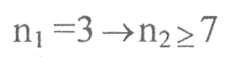 n₁ =3 →n₂ ≥ 7